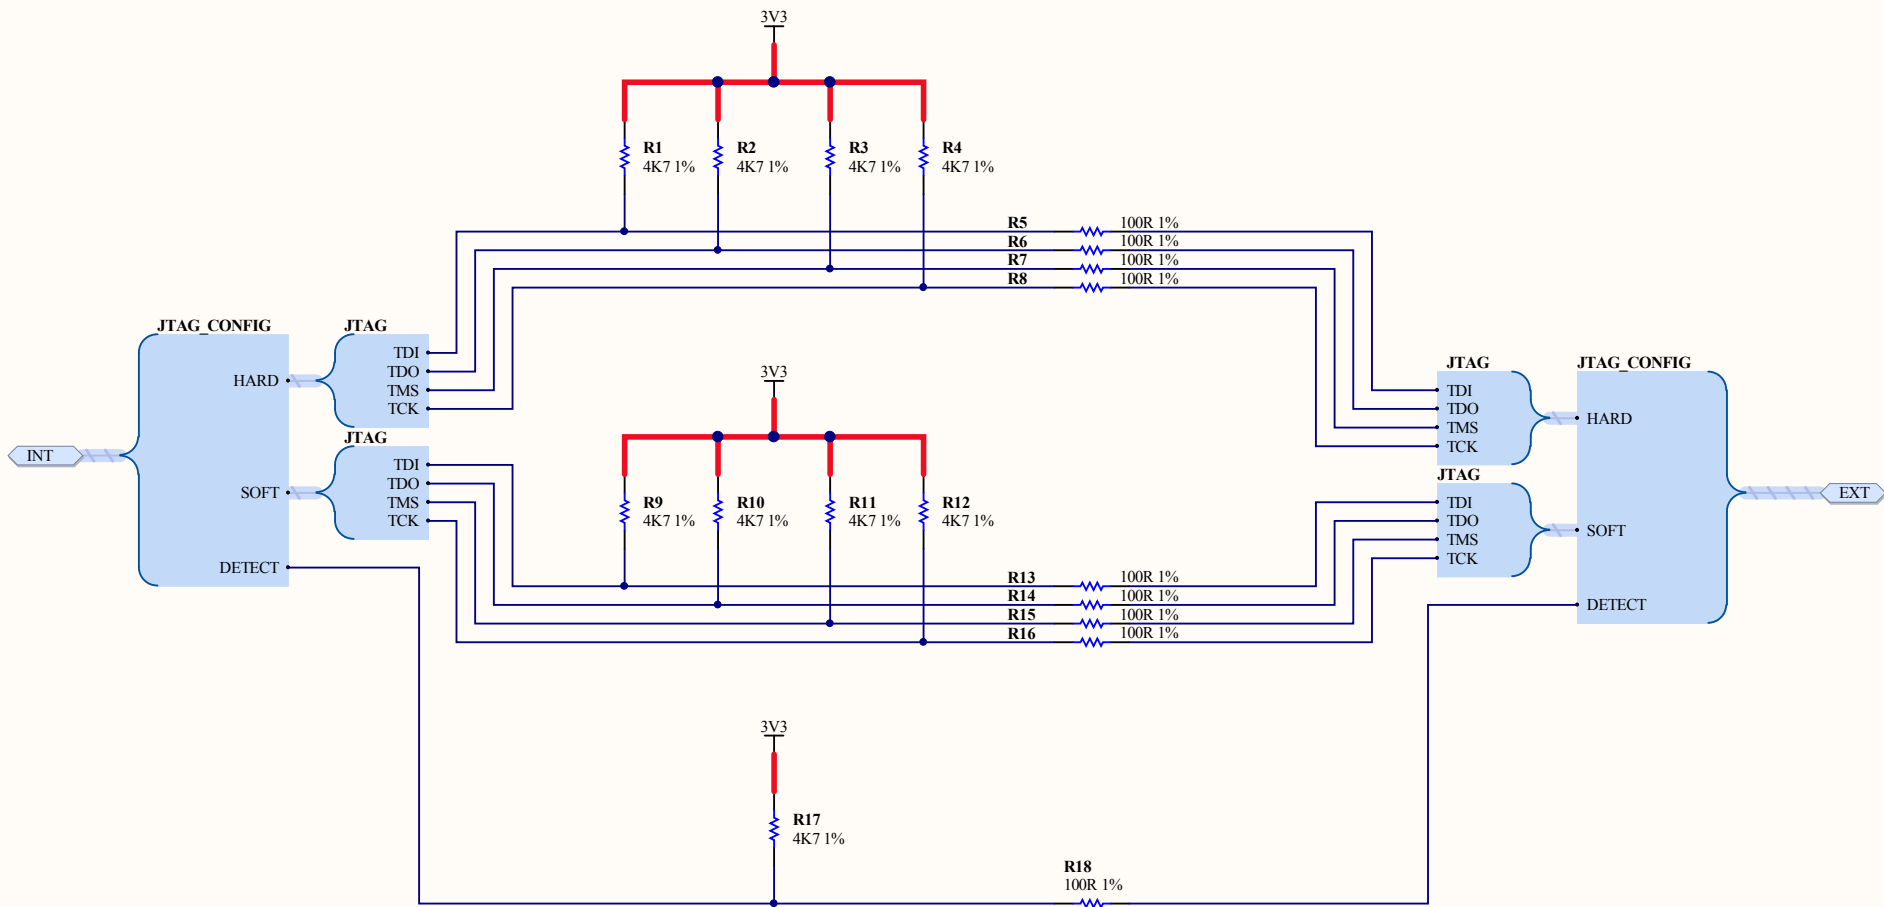 3V3
R1
4K7 1%
R2
4K7 1%
R3
4K7 1%
R4
4K7 1%
R5 100R 1%
R6 100R 1%
R7 100R 1%
R8 100R 1%
JTAG_CONFIG
HARD
SOFT
DETECT
INT
JTAG
TDI
TDO
TMS
TCK
JTAG
TDI
TDO
TMS
TCK
3V3
R9
4K7 1%
R10
4K7 1%
R11
4K7 1%
R12
4K7 1%
R13 100R 1%
R14 100R 1%
R15 100R 1%
R16 100R 1%
JTAG
TDI
TDO
TMS
TCK
JTAG
TDI
TDO
TMS
TCK
JTAG_CONFIG
HARD
SOFT
DETECT
EXT
3V3
R17
4K7 1%
R18
100R 1%